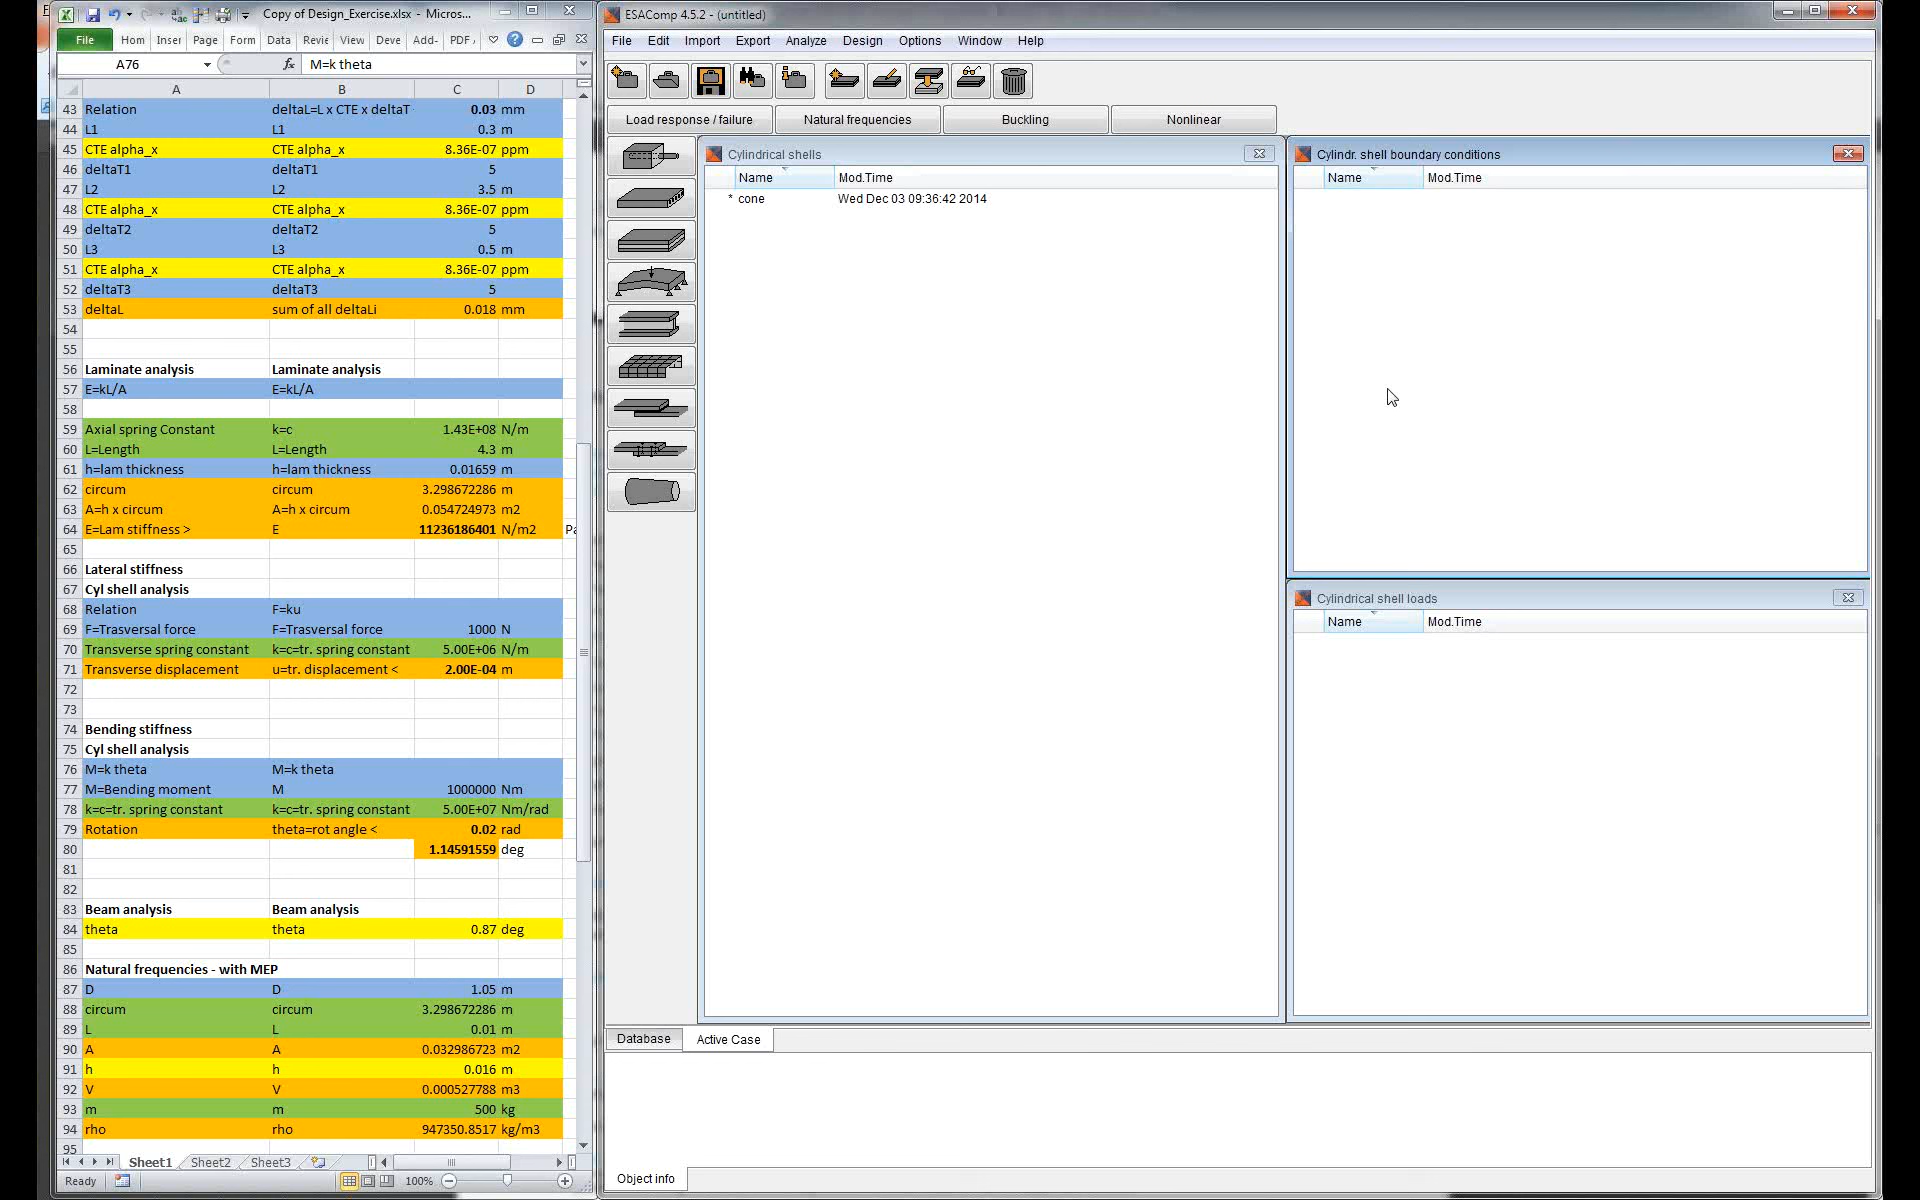 Copy of Design_Exercise.xlsx - Micros...
File Hom Inser Page Form Data Revie View Deve Add- PDF
A76 fx M=k theta
A B C D
43 Relation deltaL=L x CTE x deltaT 0.03 mm
44 L1 L1 0.3 m
45 CTE alpha_x CTE alpha_x 8.36E-07 ppm
46 deltaT1 deltaT1 5
47 L2 L2 3.5 m
48 CTE alpha_x CTE alpha_x 8.36E-07 ppm
49 deltaT2 deltaT2 5
50 L3 L3 0.5 m
51 CTE alpha_x CTE alpha_x 8.36E-07 ppm
52 deltaT3 deltaT3 5
53 deltaL sum of all deltaLi 0.018 mm
54
55
56 Laminate analysis Laminate analysis
57 E=kL/A E=kL/A
58
59 Axial spring Constant k=c 1.43E+08 N/m
60 L=Length L=Length 4.3 m
61 h=lam thickness h=lam thickness 0.01659 m
62 circum circum 3.298672286 m
63 A=h x circum A=h x circum 0.054724973 m2
64 E=Lam stiffness > E 11236186401 N/m2 Pa
65
66 Lateral stiffness
67 Cyl shell analysis
68 Relation F=ku
69 F=Trasversal force F=Trasversal force 1000 N
70 Transverse spring constant k=c=tr. spring constant 5.00E+06 N/m
71 Transverse displacement u=tr. displacement < 2.00E-04 m
72
73
74 Bending stiffness
75 Cyl shell analysis
76 M=k theta M=k theta
77 M=Bending moment M 1000000 Nm
78 k=c=tr. spring constant k=c=tr. spring constant 5.00E+07 Nm/rad
79 Rotation theta=rot angle < 0.02 rad
80 1.14591559 deg
81
82
83 Beam analysis Beam analysis
84 theta theta 0.87 deg
85
86 Natural frequencies - with MEP
87 D D 1.05 m
88 circum circum 3.298672286 m
89 L L 0.01 m
90 A A 0.032986723 m2
91 h h 0.016 m
92 V V 0.000527788 m3
93 m m 500 kg
94 rho rho 947350.8517 kg/m3
95
Sheet1 Sheet2 Sheet3
Ready 100%
ESAComp 4.5.2 - (untitled)
File Edit Import Export Analyze Design Options Window Help
Load response / failure Natural frequencies Buckling Nonlinear
Cylindrical shells
Name Mod.Time
* cone Wed Dec 03 09:36:42 2014
Cylindr. shell boundary conditions
Name Mod.Time
Cylindrical shell loads
Name Mod.Time
Database Active Case
Object info